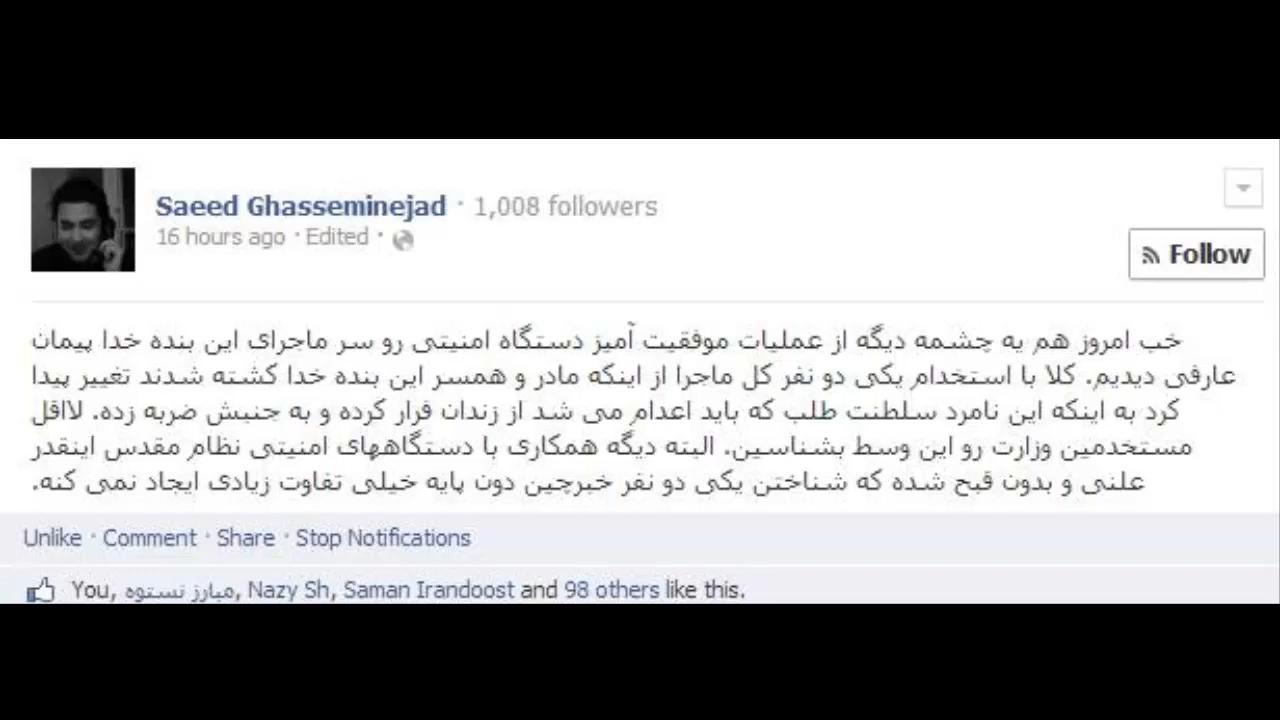 Saeed Ghasseminejad · 1,008 followers
16 hours ago · Edited ·
Follow
خب امروز هم یه چشمه دیگه از عملیات موفقیت آمیز دستگاه امنیتی رو سر ماجرای این بنده خدا پیمان
عارفی دیدیم. کلا با استخدام یکی دو نفر کل ماجرا از اینکه مادر و همسر این بنده خدا کشته شدند تغییر پیدا
کرد به اینکه این نامرد سلطنت طلب که باید اعدام می شد از زندان فرار کرده و به جنبش ضربه زده. لااقل
مستخدمین وزارت رو این وسط بشناسین. البته دیگه همکاری با دستگاههای امنیتی نظام مقدس اینقدر
علنی و بدون قبح شده که شناختن یکی دو نفر خبرچین دون پایه خیلی تفاوت زیادی ایجاد نمی کنه.
Unlike · Comment · Share · Stop Notifications
You, مبارز نستوه, Nazy Sh, Saman Irandoost and 98 others like this.